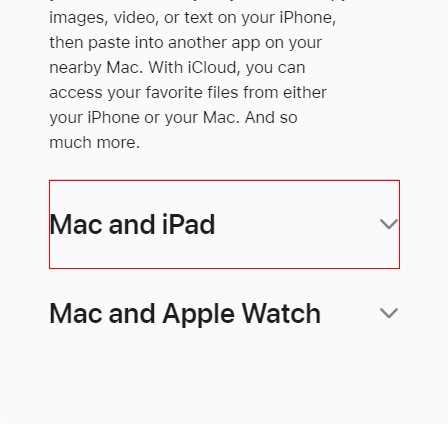 images, video, or text on your iPhone,
then paste into another app on your
nearby Mac. With iCloud, you can
access your favorite files from either
your iPhone or your Mac. And so
much more.
Mac and iPad
Mac and Apple Watch